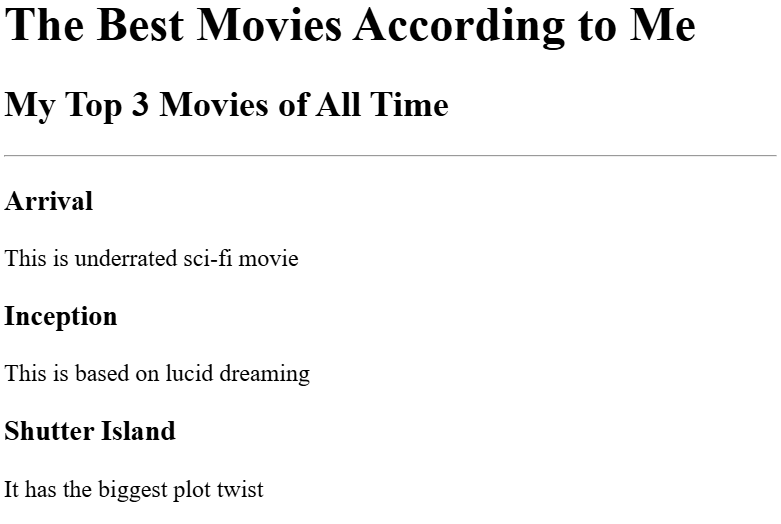 The Best Movies According to Me
My Top 3 Movies of All Time
Arrival
This is underrated sci-fi movie
Inception
This is based on lucid dreaming
Shutter Island
It has the biggest plot twist